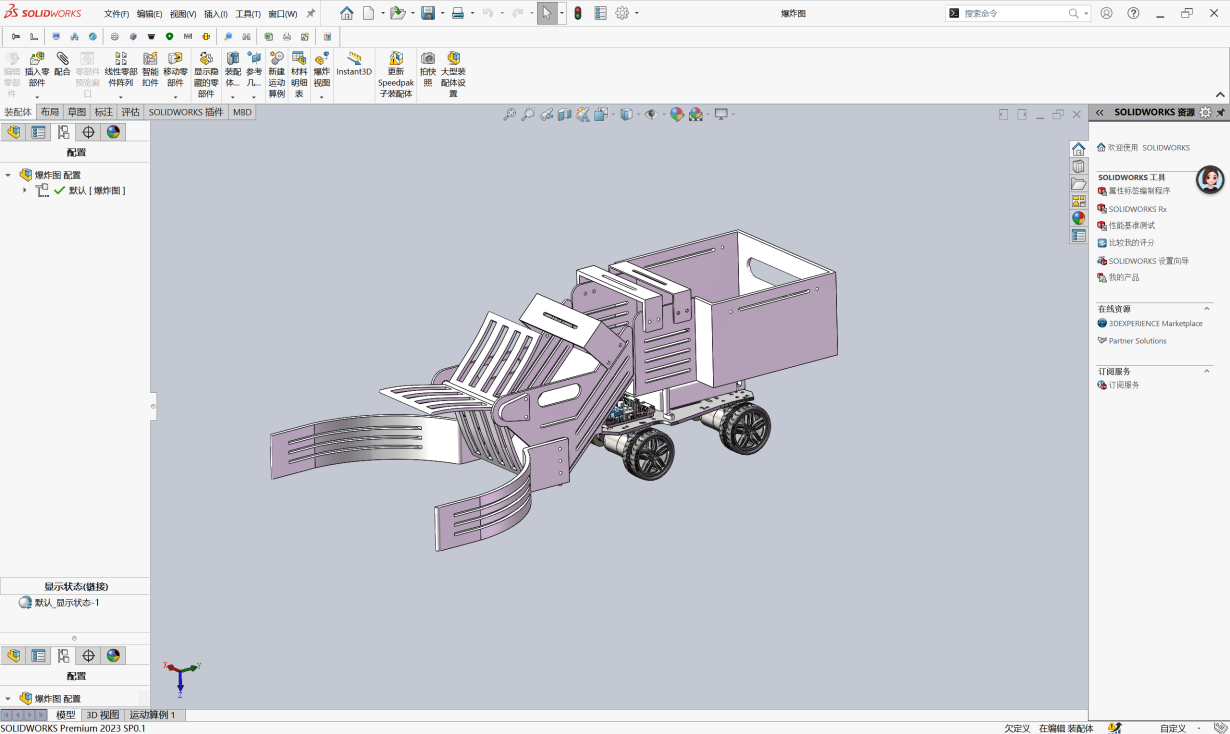 SOLIDWORKS 文件(F) 编辑(E) 视图(V) 插入(I) 工具(T) 窗口(W) 爆炸图 搜索命令
编辑零部件 插入零部件 配合 零部件预览窗口 线性零部件阵列 智能扣件 移动零部件 显示隐藏的零部件 装配体... 参考几... 新建运动算例 材料明细表 爆炸视图 Instant3D 更新Speedpak子装配体 拍快照 大型装配体设置
装配体 布局 草图 标注 评估 SOLIDWORKS 插件 MBD
配置
爆炸图 配置
默认 [ 爆炸图 ]
显示状态(链接)
默认_显示状态-1
配置
爆炸图 配置
SOLIDWORKS 资源
欢迎使用 SOLIDWORKS
SOLIDWORKS 工具
属性标签编制程序
SOLIDWORKS Rx
性能基准测试
比较我的评分
SOLIDWORKS 设置向导
我的产品
在线资源
3DEXPERIENCE Marketplace
Partner Solutions
订阅服务
订阅服务
X Y
Z
模型 3D 视图 运动算例 1
SOLIDWORKS Premium 2023 SP0.1 欠定义 在编辑 装配体 自定义